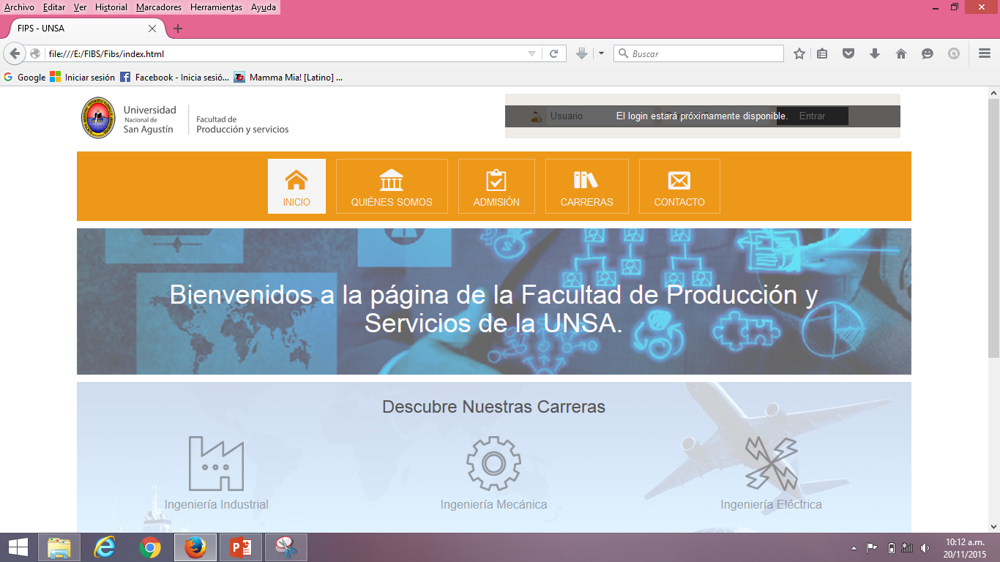 Archivo Editar Ver Historial Marcadores Herramientas Ayuda
FIPS - UNSA
file:///E:/FIBS/Fibs/index.html
Buscar
Google Iniciar sesión Facebook - Inicia sesió... Mamma Mia! [Latino] ...
Universidad
Nacional de
San Agustín
Facultad de
Producción y servicios
Usuario
El login estará próximamente disponible.
Entrar
INICIO QUIÉNES SOMOS ADMISIÓN CARRERAS CONTACTO
Bienvenidos a la página de la Facultad de Producción y
Servicios de la UNSA.
Descubre Nuestras Carreras
Ingeniería Industrial Ingeniería Mecánica Ingeniería Eléctrica
10:12 a.m.
20/11/2015